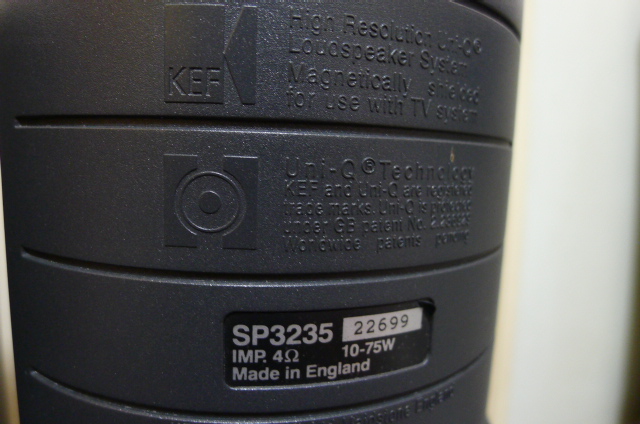 KEF
High Resolution Uni-Q®
Loudspeaker System
Magnetically shielded
for use with TV system
Uni-Q® Technology
KEF and Uni-Q are registered
trade marks. Uni-Q is produced
under GB patent No.
Worldwide patents pending
SP3235 22699
IMP. 4Ω 10-75W
Made in England
England